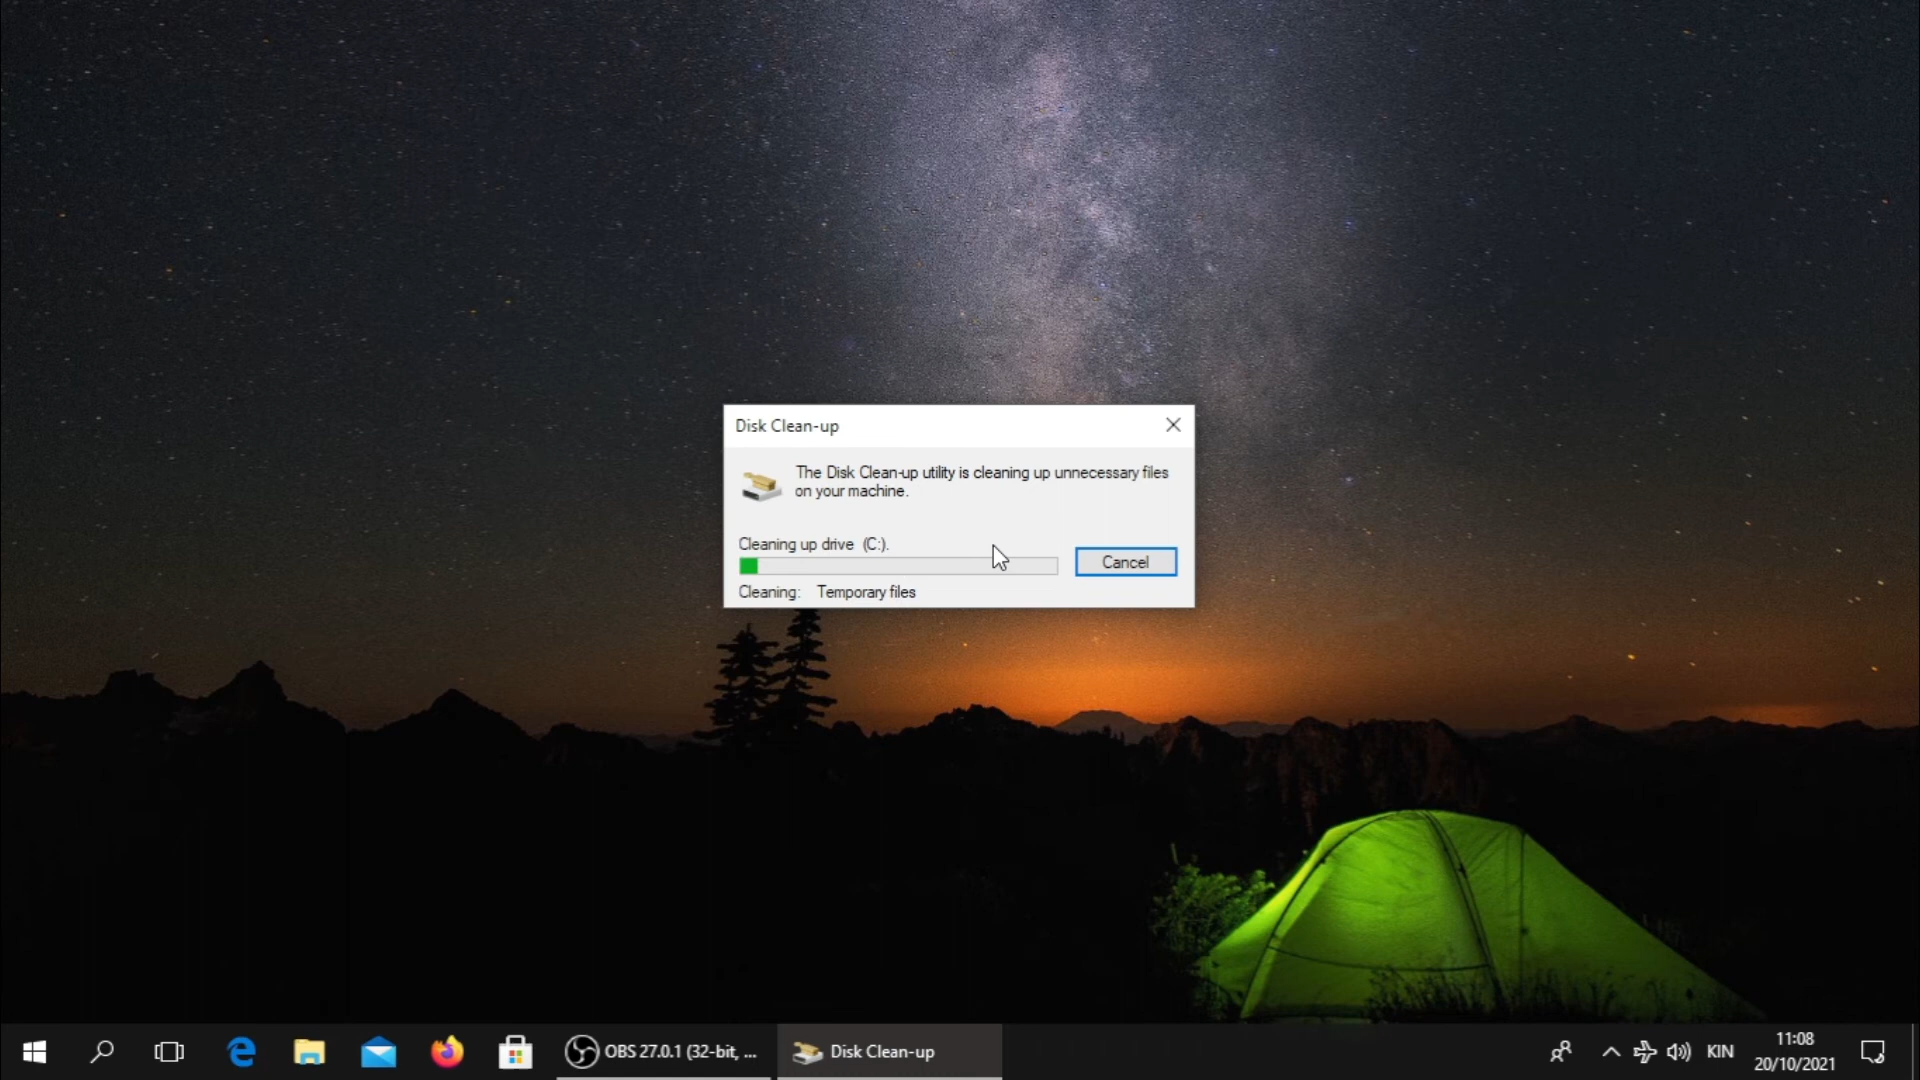 Disk Clean-up
The Disk Clean-up utility is cleaning up unnecessary files
on your machine.
Cleaning up drive (C:).
Cancel
Cleaning: Temporary files
OBS 27.0.1 (32-bit, ...
Disk Clean-up
KIN
11:08
20/10/2021